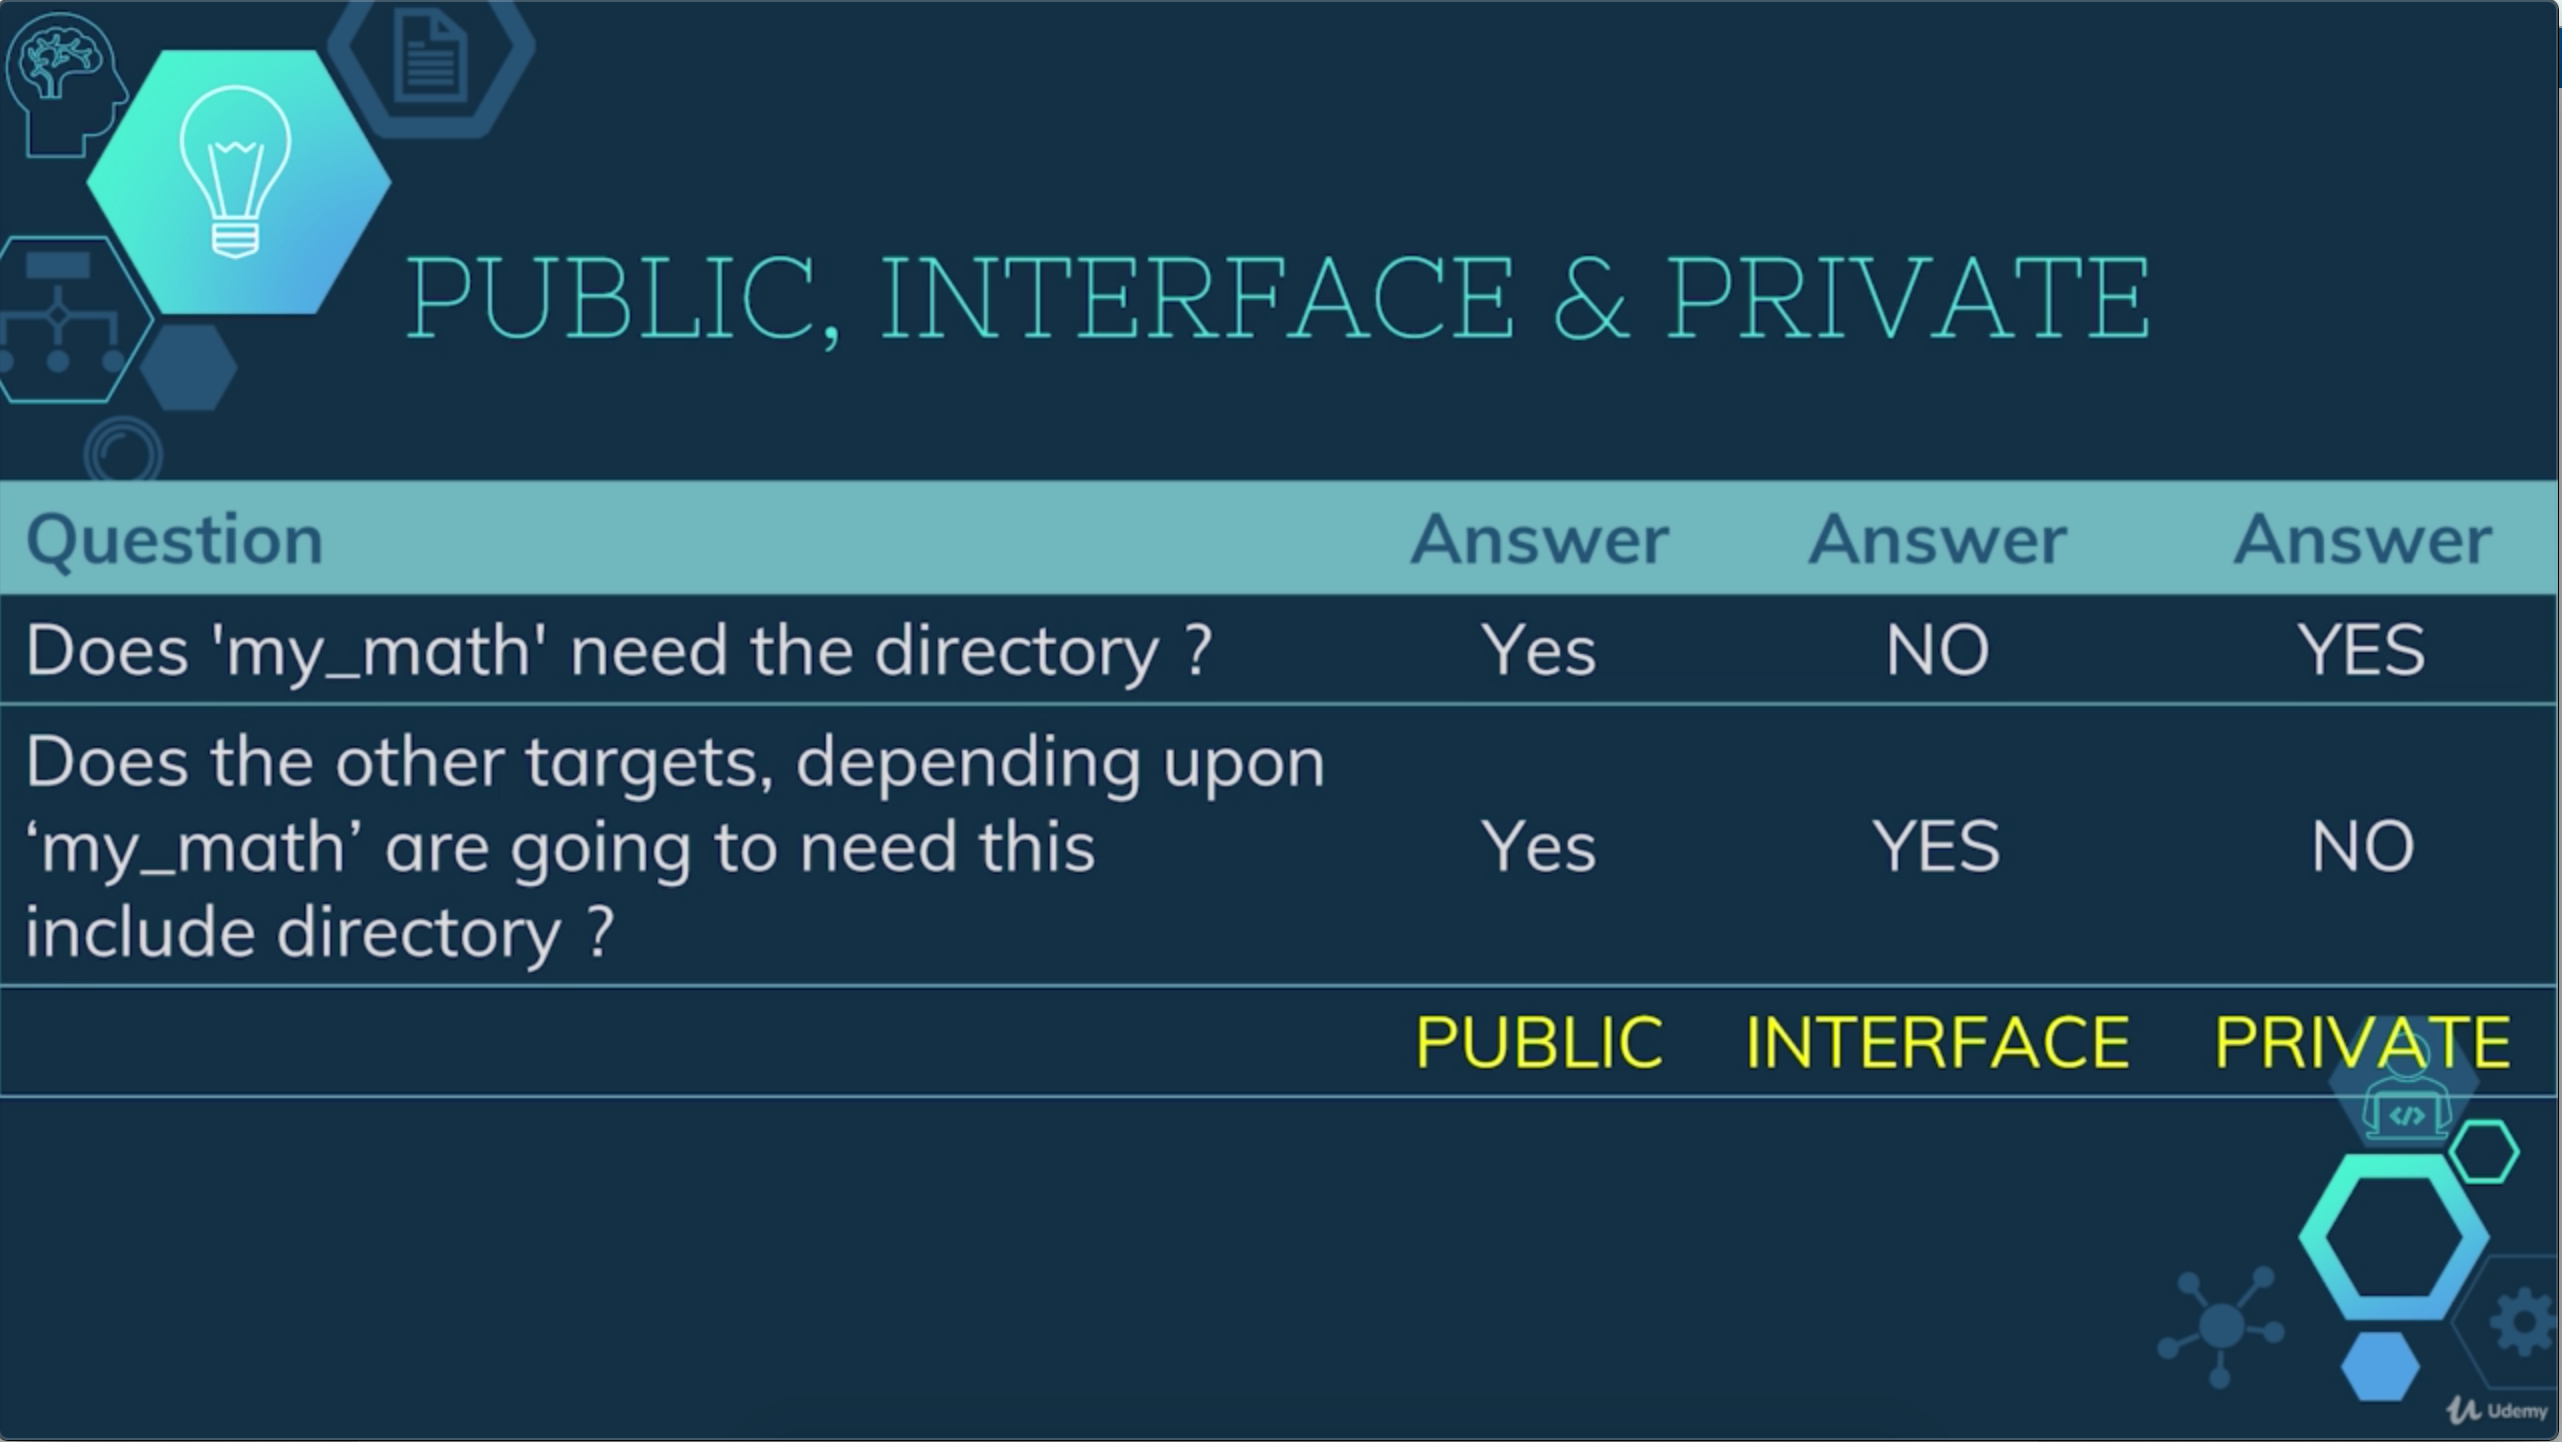 PUBLIC, INTERFACE & PRIVATE
Question Answer Answer Answer
Does 'my_math' need the directory ? Yes NO YES
Does the other targets, depending upon
‘my_math’ are going to need this Yes YES NO
include directory ?
PUBLIC INTERFACE PRIVATE
</>
Udemy